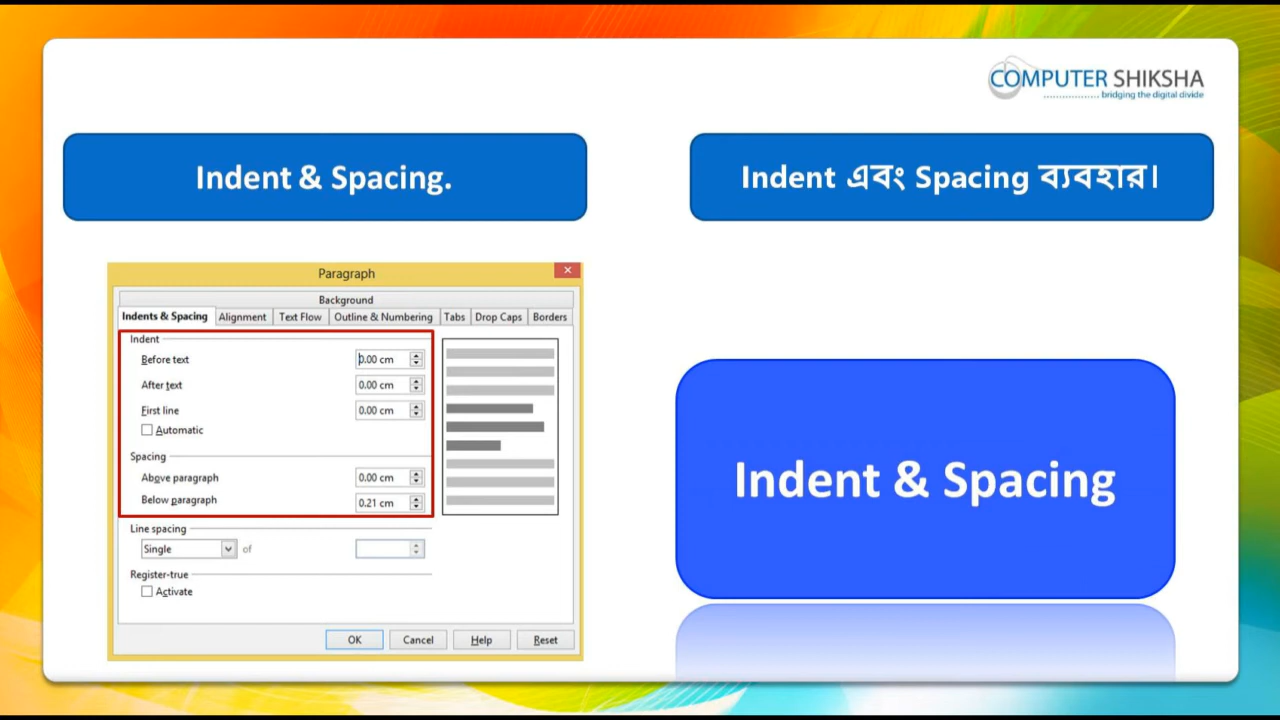 COMPUTER SHIKSHA
bridging the digital divide
Indent & Spacing.
Indent এবং Spacing ব্যবহার।
Paragraph
Background
Indents & Spacing Alignment Text Flow Outline & Numbering Tabs Drop Caps Borders
Indent
Before text 0.00 cm
After text 0.00 cm
First line 0.00 cm
Automatic
Spacing
Above paragraph 0.00 cm
Below paragraph 0.21 cm
Line spacing
Single of
Register-true
Activate
OK Cancel Help Reset
Indent & Spacing